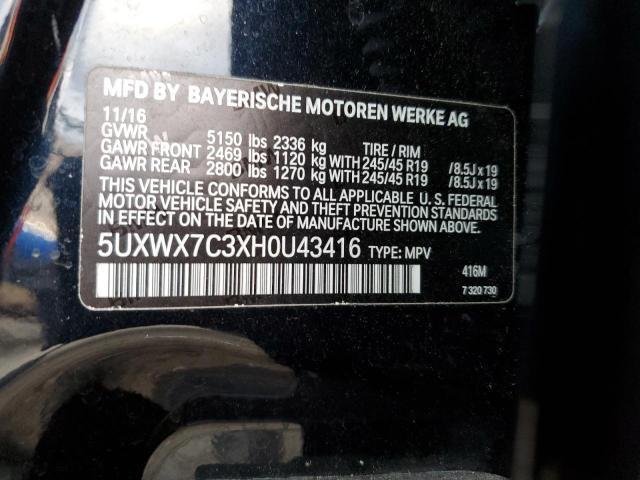 MFD BY BAYERISCHE MOTOREN WERKE AG
11/16
GVWR 5150 lbs 2336 kg TIRE / RIM
GAWR FRONT 2469 lbs 1120 kg WITH 245/45 R19 /8.5J x 19
GAWR REAR 2800 lbs 1270 kg WITH 245/45 R19 /8.5J x 19
THIS VEHICLE CONFORMS TO ALL APPLICABLE U. S. FEDERAL
MOTOR VEHICLE SAFETY AND THEFT PREVENTION STANDARDS
IN EFFECT ON THE DATE OF MANUFACTURE SHOWN ABOVE.
5UXWX7C3XH0U43416 TYPE: MPV
416M
7 320 730